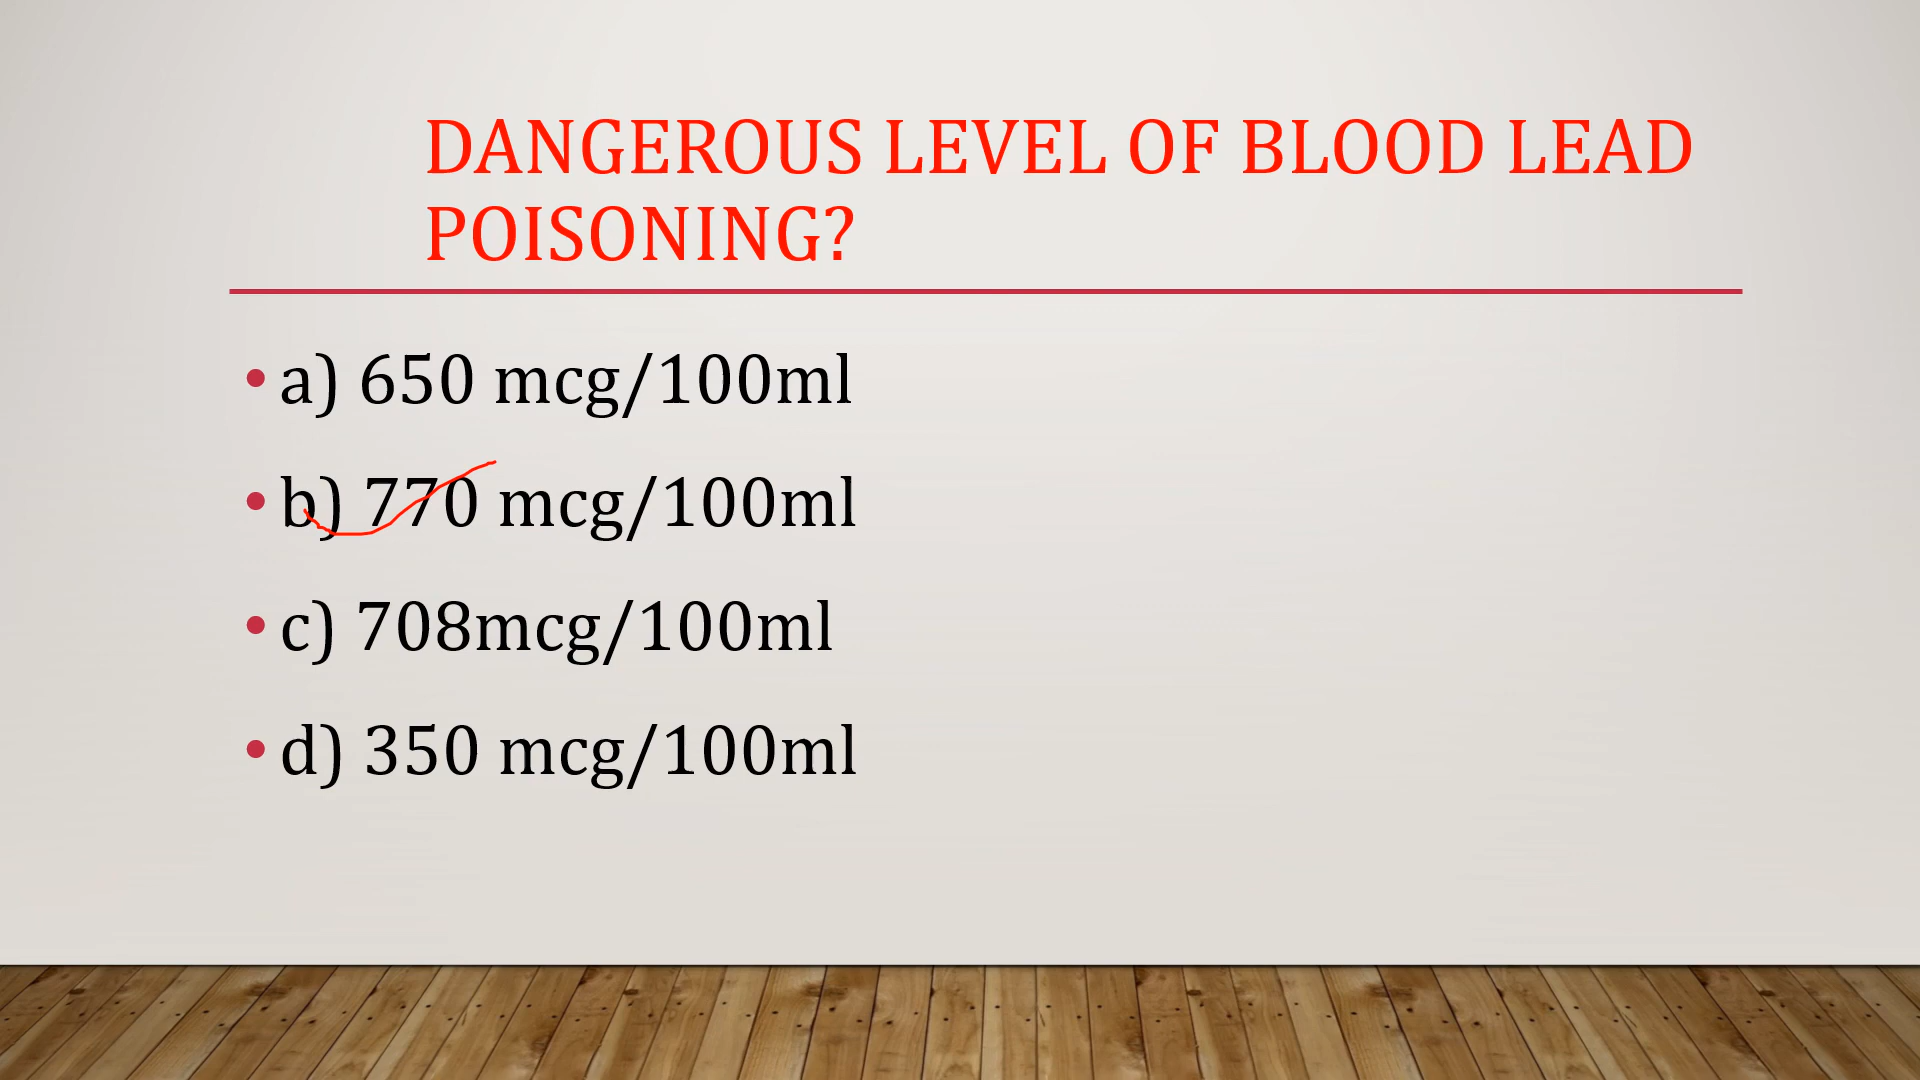 DANGEROUS LEVEL OF BLOOD LEAD
POISONING?
• a) 650 mcg/100ml
• b) 770 mcg/100ml
• c) 708mcg/100ml
• d) 350 mcg/100ml